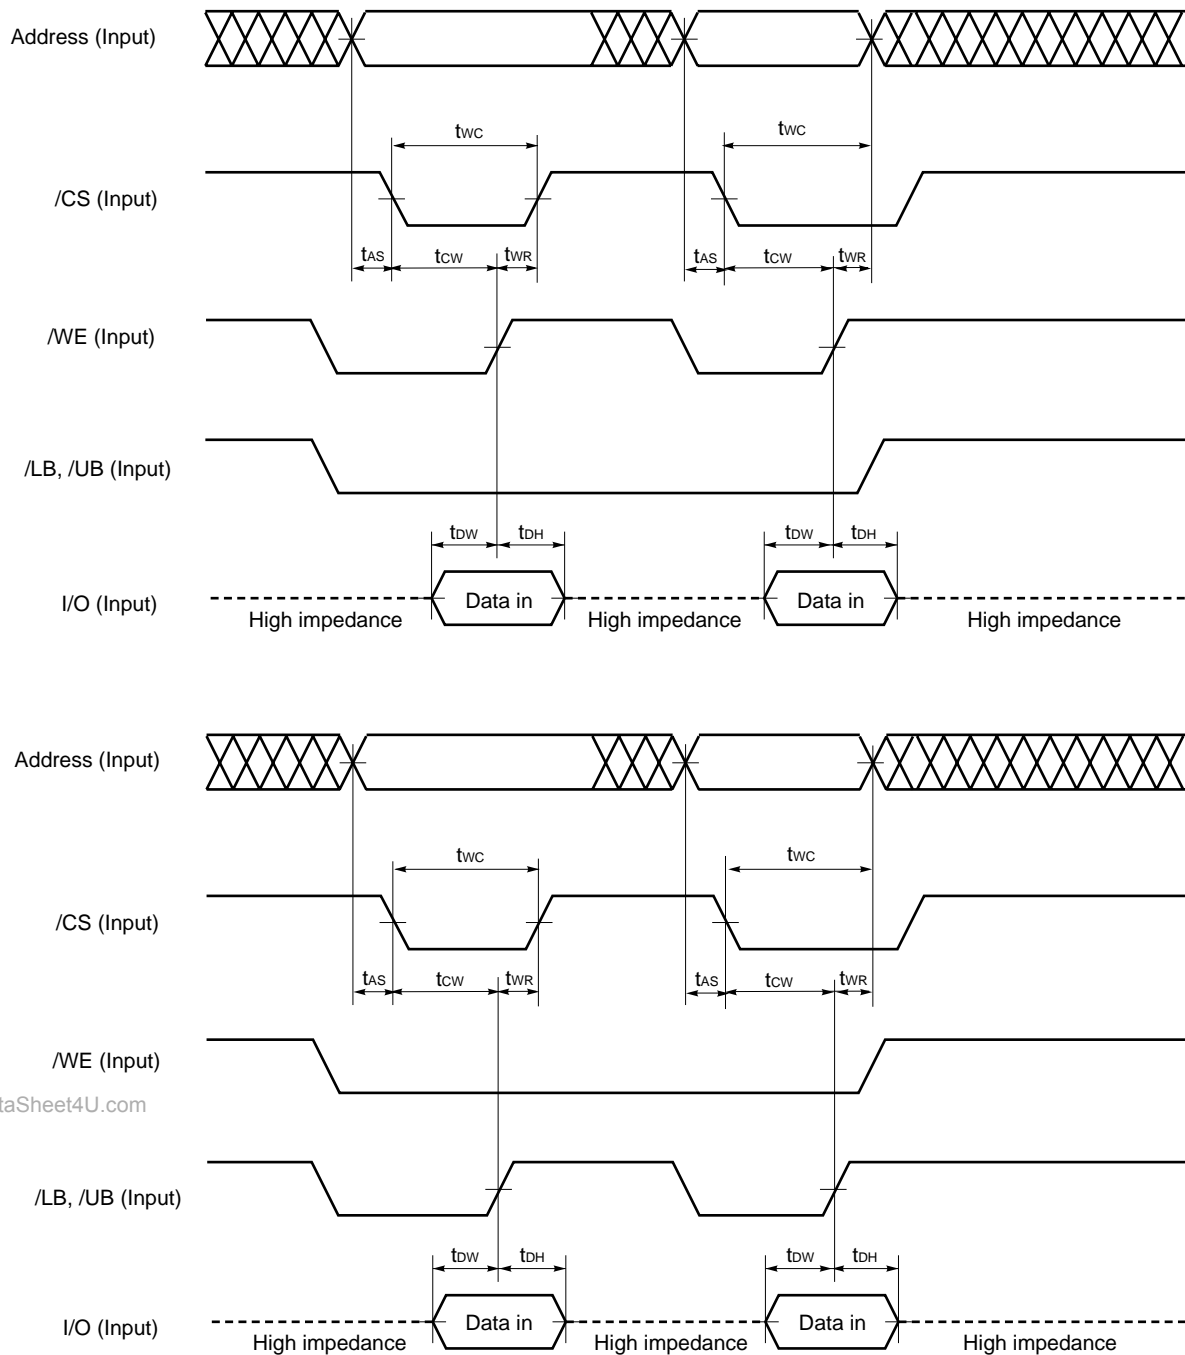 Address (Input)
tWC tWC
/CS (Input)
tAS tCW tWR tAS tCW tWR
/WE (Input)
/LB, /UB (Input)
tDW tDH tDW tDH
I/O (Input) Data in Data in
High impedance High impedance High impedance
Address (Input)
tWC tWC
/CS (Input)
tAS tCW tWR tAS tCW tWR
/WE (Input)
taSheet4U.com
/LB, /UB (Input)
tDW tDH tDW tDH
I/O (Input) Data in Data in
High impedance High impedance High impedance